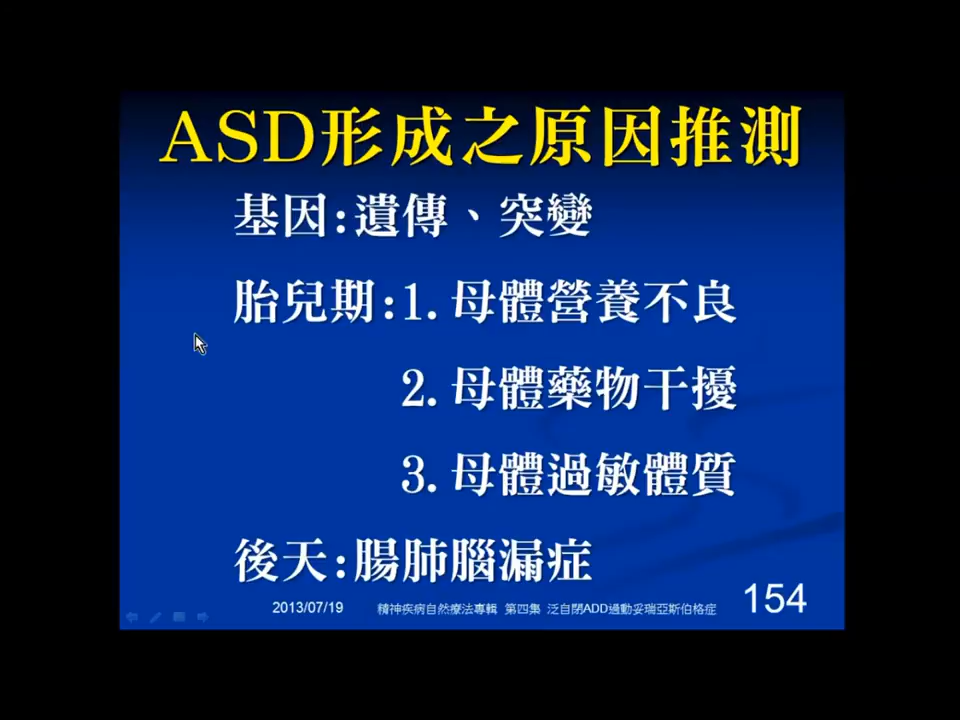 ASD形成之原因推測
基因:遺傳、突變
胎兒期:1.母體營養不良
2.母體藥物干擾
3.母體過敏體質
後天:腸肺腦漏症
2013/07/19 精神疾病自然療法專輯 第四集 泛自閉ADD過動妥瑞亞斯伯格症 154